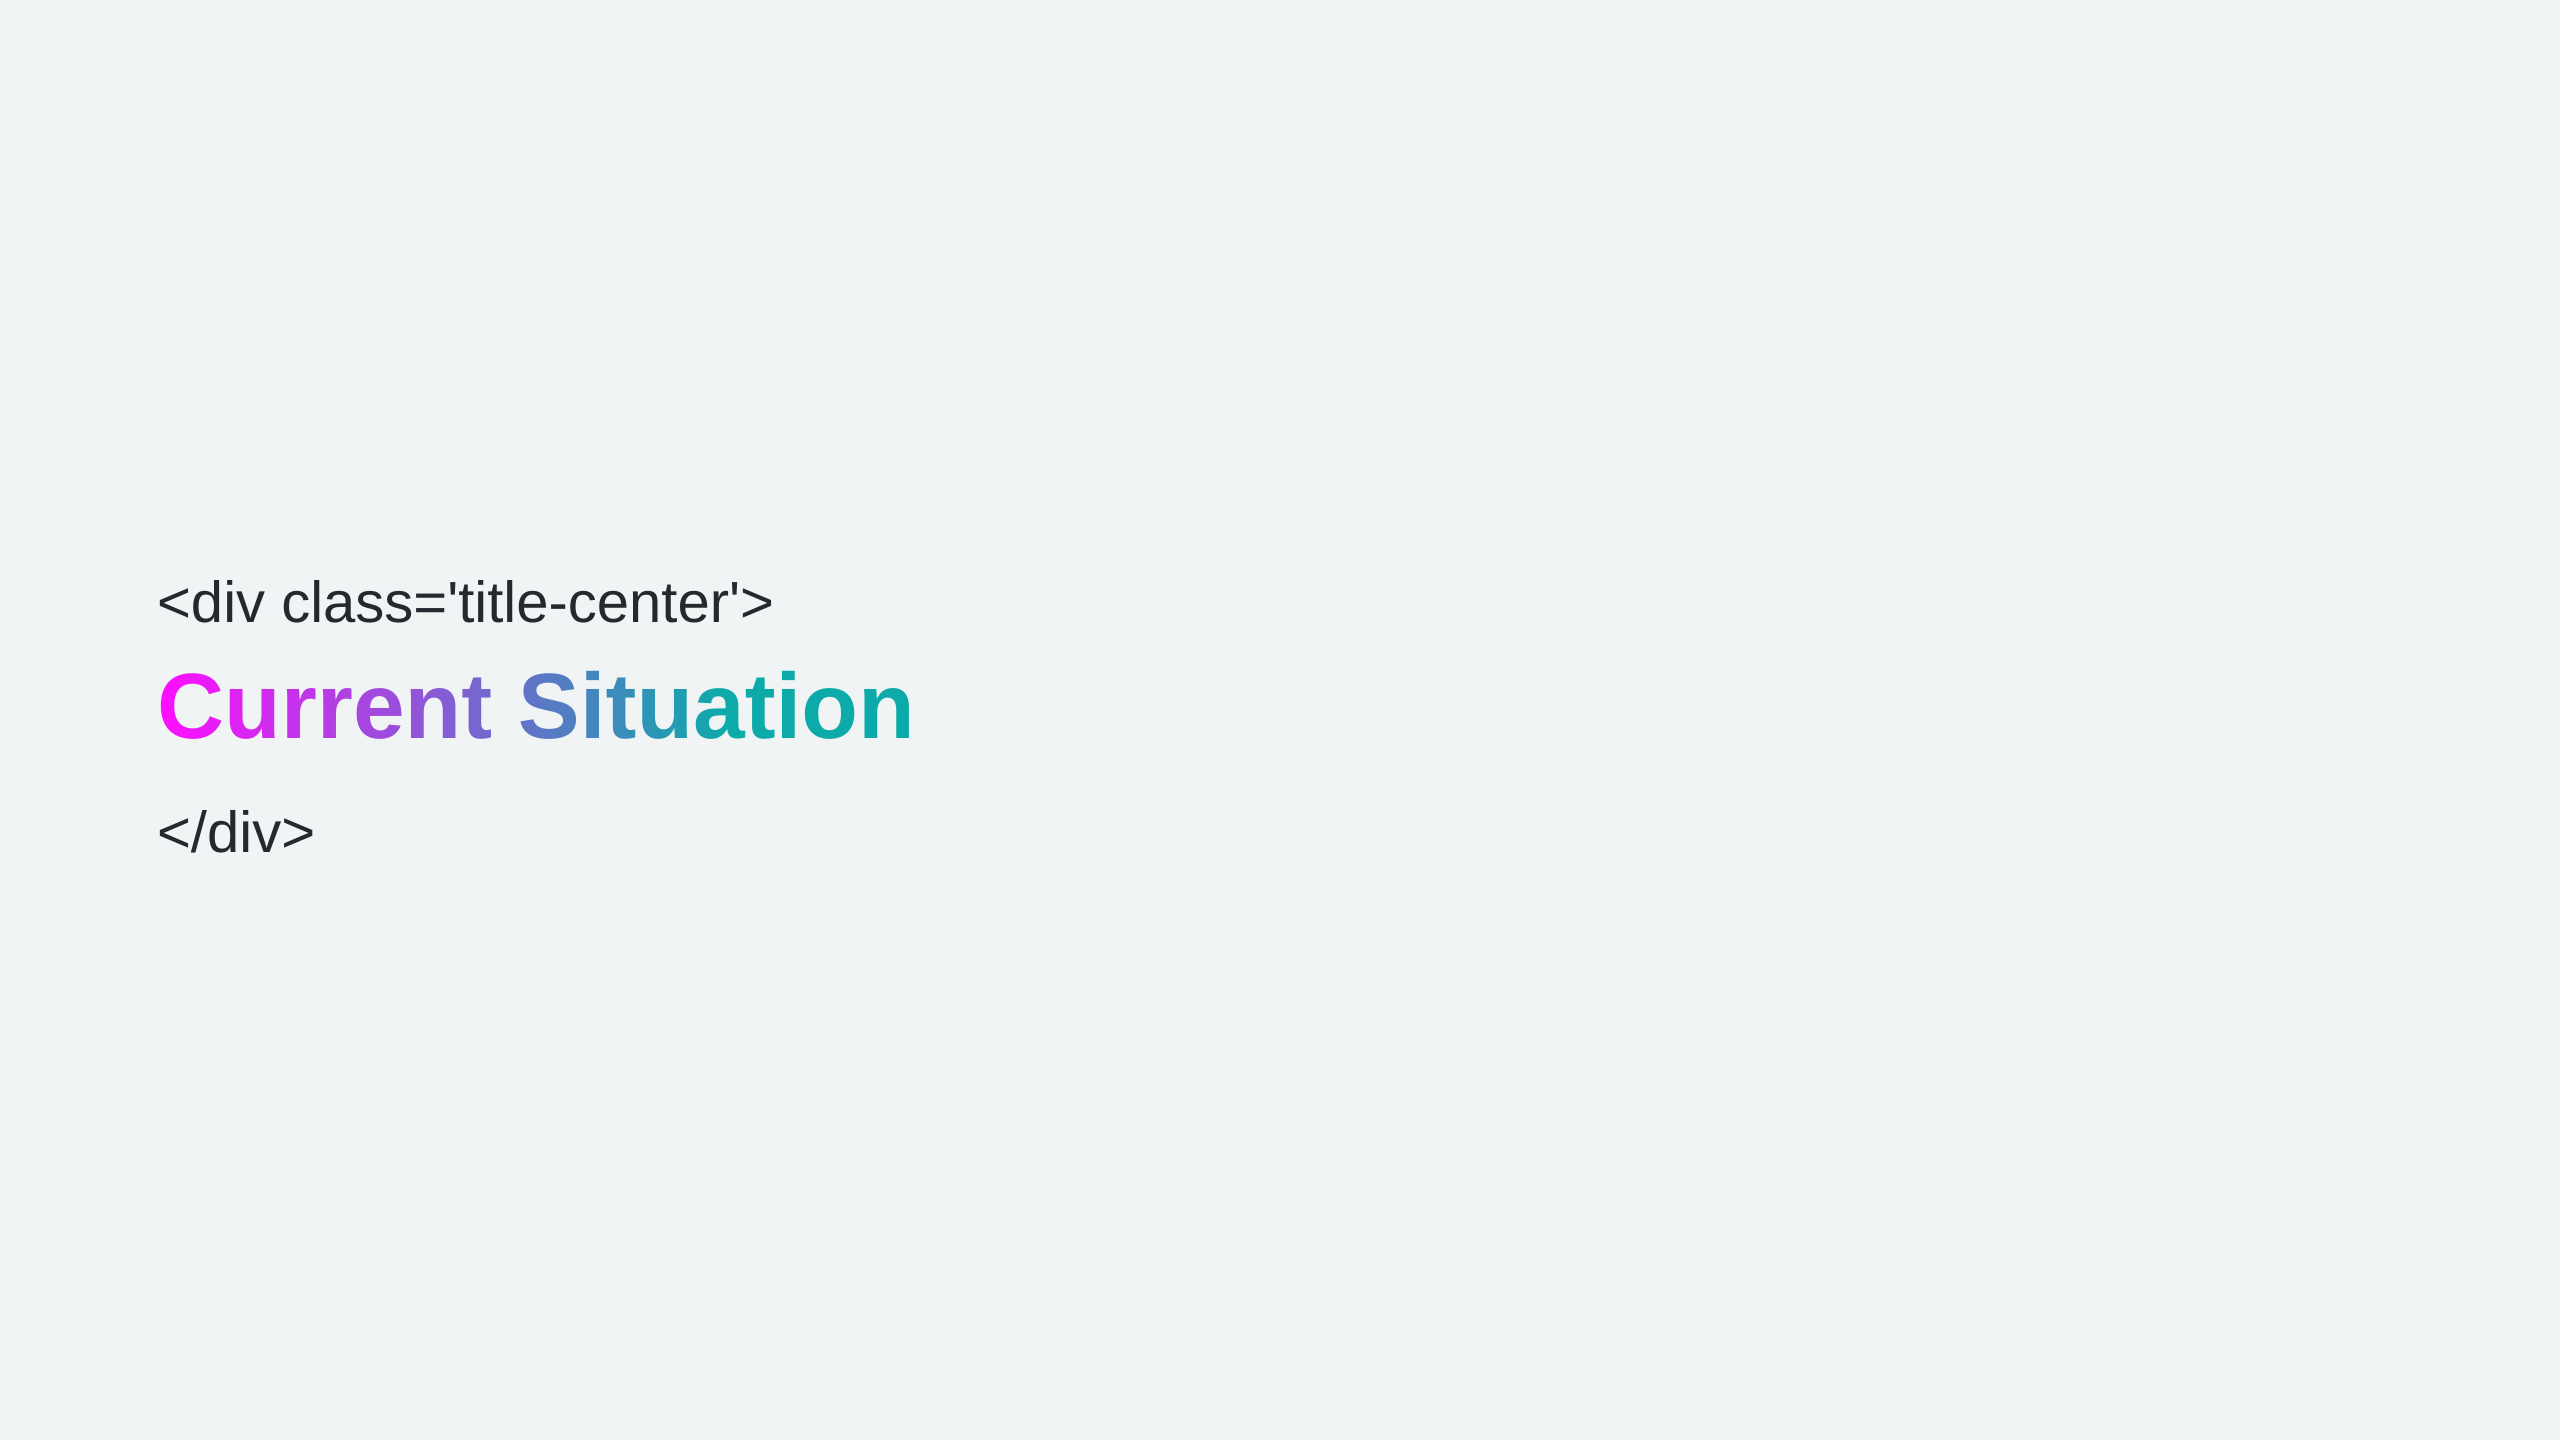 <div class='title-center'>
Current Situation
</div>